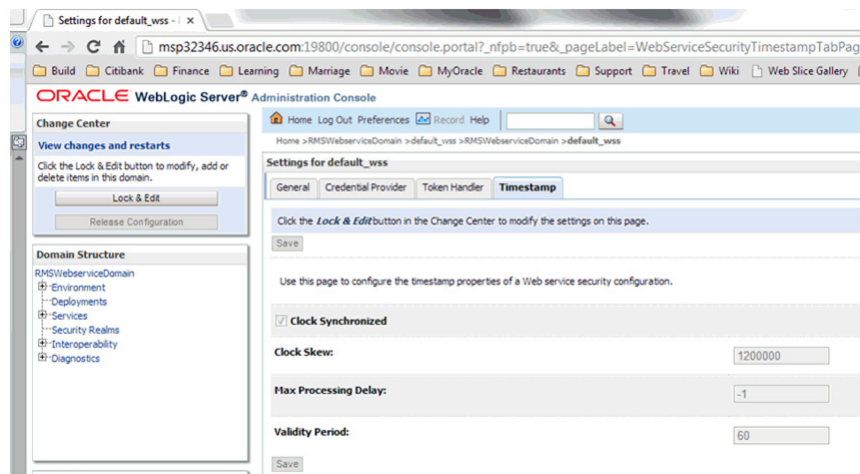 Settings for default_wss -
msp32346.us.oracle.com:19800/console/console.portal?_nfpb=true&_pageLabel=WebServiceSecurityTimestampTabPag
Build Citibank Finance Learning Marriage Movie MyOracle Restaurants Support Travel Wiki Web Slice Gallery
ORACLE WebLogic Server® Administration Console
Change Center
View changes and restarts
Click the Lock & Edit button to modify, add or
delete items in this domain.
Lock & Edit
Release Configuration
Domain Structure
RMSWebserviceDomain
Environment
Deployments
Services
Security Realms
Interoperability
Diagnostics
Home Log Out Preferences Record Help
Home >RMSWebserviceDomain >default_wss >RMSWebserviceDomain >default_wss
Settings for default_wss
General Credential Provider Token Handler Timestamp
Click the Lock & Edit button in the Change Center to modify the settings on this page.
Save
Use this page to configure the timestamp properties of a Web service security configuration.
Clock Synchronized
Clock Skew: 1200000
Max Processing Delay: -1
Validity Period: 60
Save